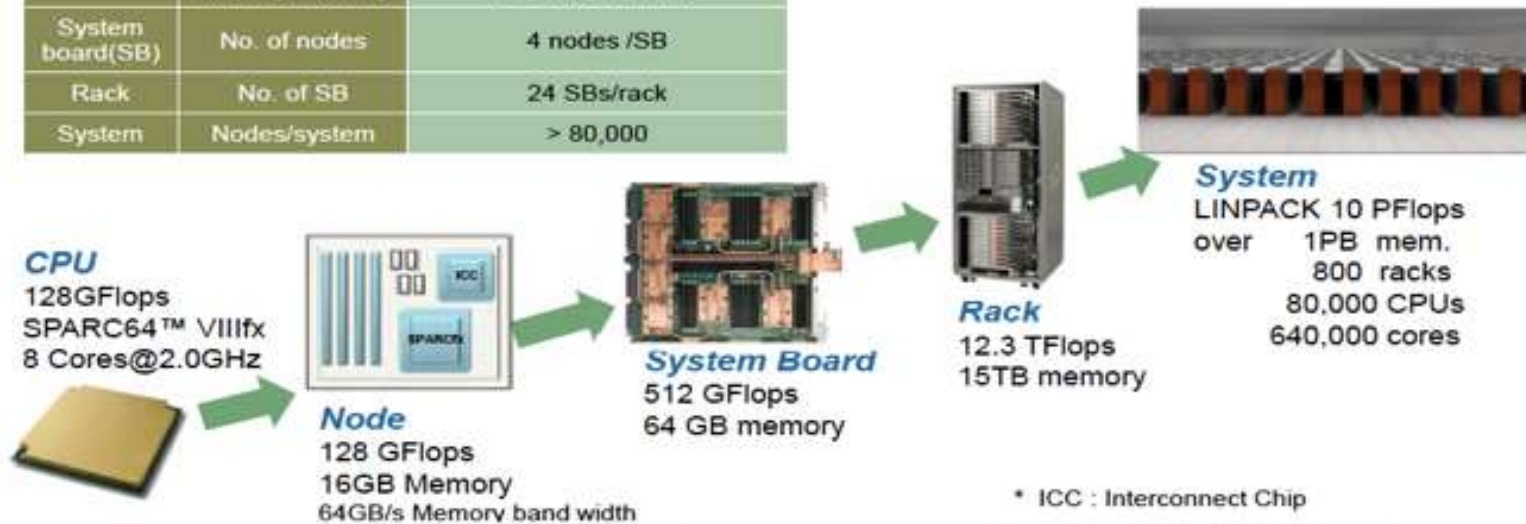 System board(SB) No. of nodes 4 nodes /SB
Rack No. of SB 24 SBs/rack
System Nodes/system > 80,000
CPU
128GFlops
SPARC64™ VIIIfx
8 Cores@2.0GHz
ICC
SPARCfx
Node
128 GFlops
16GB Memory
64GB/s Memory band width
System Board
512 GFlops
64 GB memory
Rack
12.3 TFlops
15TB memory
System
LINPACK 10 PFlops
over 1PB mem.
800 racks
80,000 CPUs
640,000 cores
* ICC : Interconnect Chip